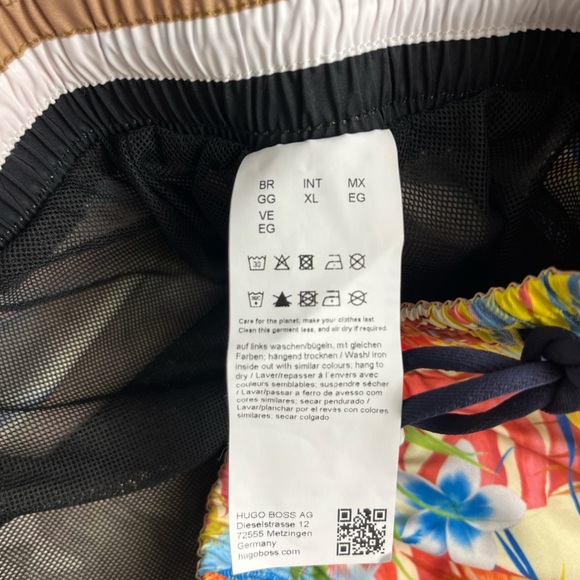 BR INT MX
GG XL EG
VE
EG
30
Care for the planet, make your clothes last
Clean this garment less, and air dry if required.
auf links waschen/bügeln, mit gleichen
Farben; hängend trocknen / Wash/ iron
inside out with similar colours; hang to
dry / Laver/repasser à l'envers avec
couleurs semblables; suspendre sécher
/ Lavar/passar a ferro de avesso com
cores similares; secar pendurado /
Lavar/planchar por el revés con colores
similares; secar colgado
HUGO BOSS AG
Dieselstrasse 12
72555 Metzingen
Germany
hugoboss.com